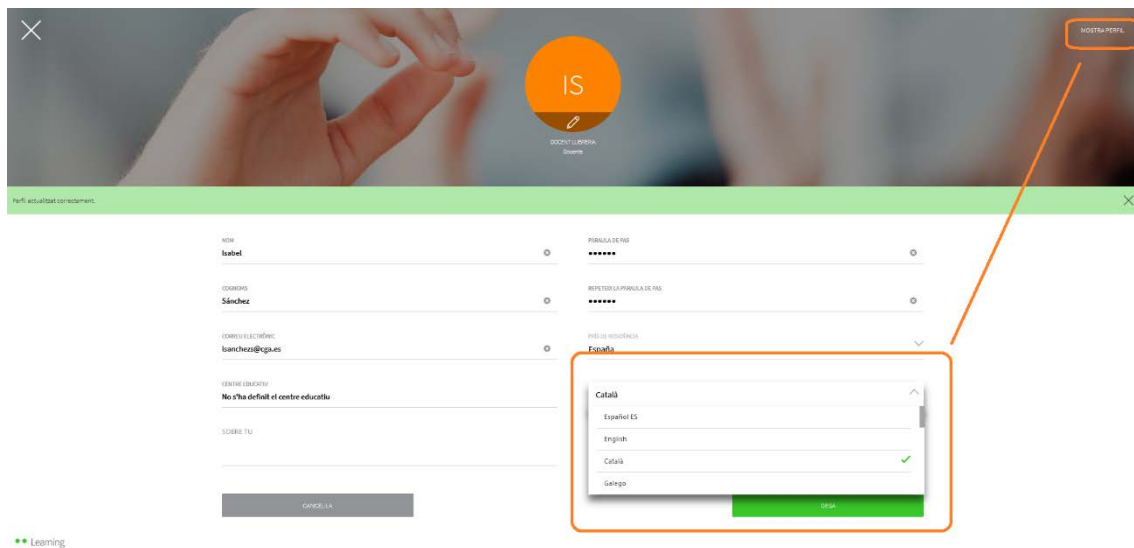 MOSTRA PERFIL
IS
DOCENT LLIBRERIA
Docente
Perfil actualitzat correctament.
NOM
Isabel
PARAULA DE PAS
••••••
COGNOMS
Sánchez
REPETEIX LA PARAULA DE PAS
••••••
CORREU ELECTRÒNIC
isanchezs@cga.es
PAÍS DE RESIDÈNCIA
España
CENTRE EDUCATIU
No s'ha definit el centre educatiu
Català
Español ES
English
Català
Galego
SOBRE TU
CANCEL·LA
DESA
Learning